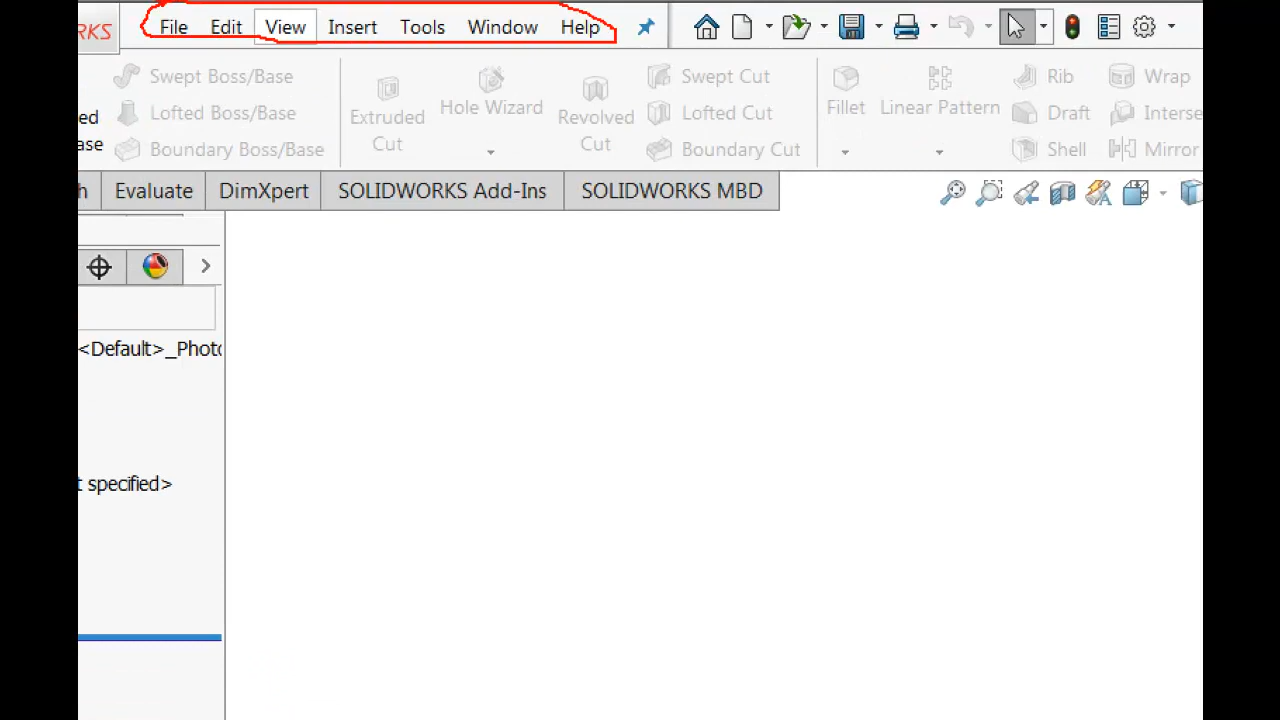 RKS File Edit View Insert Tools Window Help
Swept Boss/Base Extruded Cut Hole Wizard Revolved Cut Swept Cut Fillet Linear Pattern Rib Wrap
ed Lofted Boss/Base Lofted Cut Draft Interse
ase Boundary Boss/Base Boundary Cut Shell Mirror
h Evaluate DimXpert SOLIDWORKS Add-Ins SOLIDWORKS MBD
<Default>_Photo
t specified>